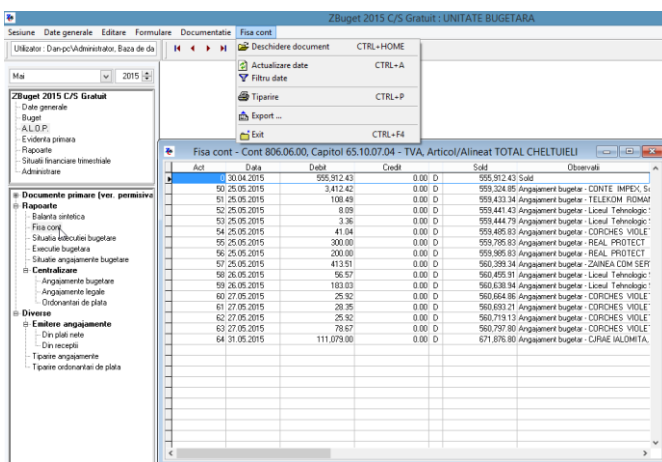 ZBuget 2015 C/S Gratuit : UNITATE BUGETARA
Sesiune Date generale Editare Formulare Documentatie Fisa cont
Utilizator : Dan-pc\Administrator, Baza de da
Deschidere document CTRL+HOME
Actualizare date CTRL+A
Filtru date
Tiparire CTRL+P
Export ...
Exit CTRL+F4
Mai 2015
ZBuget 2015 C/S Gratuit
Date generale
Buget
A.L.O.P.
Evidenta primara
Rapoarte
Situatii financiare trimestriale
Administrare
Documente primare [ver. permisiva
Rapoarte
Balanta sintetica
Fisa cont
Situatia executiei bugetare
Executie bugetara
Situatie angajamente bugetare
Centralizare
Angajamente bugetare
Angajamente legale
Ordonantari de plata
Diverse
Emitere angajamente
Din plati nete
Din receptii
Tiparire angajamente
Tiparire ordonantari de plata
Fisa cont - Cont 806.06.00, Capitol 65.10.07.04 - TVA, Articol/Alineat TOTAL CHELTUIELI
Act Data Debit Credit Sold Observatii
0 30.04.2015 555,912.43 0.00 D 555,912.43 Sold
50 25.05.2015 3,412.42 0.00 D 559,324.85 Angajament bugetar - CONTE IMPEX, S
51 25.05.2015 108.49 0.00 D 559,433.34 Angajament bugetar - TELEKOM ROMA
52 25.05.2015 8.09 0.00 D 559,441.43 Angajament bugetar - Liceul Tehnologic
53 25.05.2015 3.36 0.00 D 559,444.79 Angajament bugetar - Liceul Tehnologic
54 25.05.2015 41.04 0.00 D 559,485.83 Angajament bugetar - CORCHES VIOLE
55 25.05.2015 300.00 0.00 D 559,785.83 Angajament bugetar - REAL PROTECT
56 25.05.2015 200.00 0.00 D 559,985.83 Angajament bugetar - REAL PROTECT
57 25.05.2015 413.51 0.00 D 560,399.34 Angajament bugetar - ZAINEA COM SER
58 26.05.2015 56.57 0.00 D 560,455.91 Angajament bugetar - Liceul Tehnologic
59 26.05.2015 183.03 0.00 D 560,638.94 Angajament bugetar - Liceul Tehnologic
60 27.05.2015 25.92 0.00 D 560,664.86 Angajament bugetar - CORCHES VIOLE
61 27.05.2015 28.35 0.00 D 560,693.21 Angajament bugetar - CORCHES VIOLE
62 27.05.2015 25.92 0.00 D 560,719.13 Angajament bugetar - CORCHES VIOLE
63 27.05.2015 78.67 0.00 D 560,797.80 Angajament bugetar - CORCHES VIOLE
64 31.05.2015 111,079.00 0.00 D 671,876.80 Angajament bugetar - CJRAE IALOMITA,